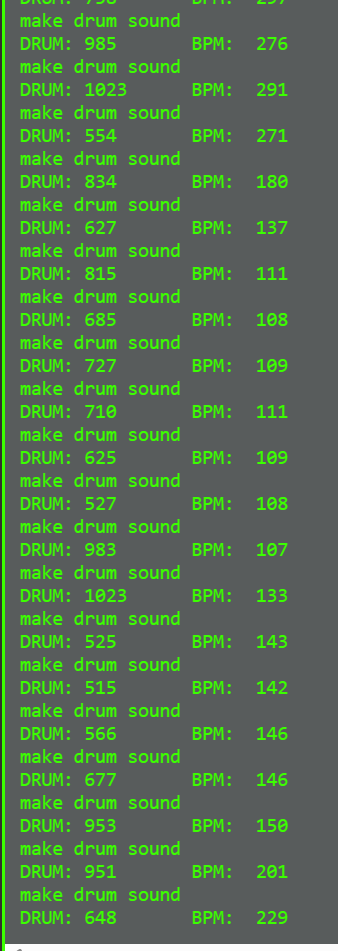 DRUM: 758 BPM: 297
make drum sound
DRUM: 985 BPM: 276
make drum sound
DRUM: 1023 BPM: 291
make drum sound
DRUM: 554 BPM: 271
make drum sound
DRUM: 834 BPM: 180
make drum sound
DRUM: 627 BPM: 137
make drum sound
DRUM: 815 BPM: 111
make drum sound
DRUM: 685 BPM: 108
make drum sound
DRUM: 727 BPM: 109
make drum sound
DRUM: 710 BPM: 111
make drum sound
DRUM: 625 BPM: 109
make drum sound
DRUM: 527 BPM: 108
make drum sound
DRUM: 983 BPM: 107
make drum sound
DRUM: 1023 BPM: 133
make drum sound
DRUM: 525 BPM: 143
make drum sound
DRUM: 515 BPM: 142
make drum sound
DRUM: 566 BPM: 146
make drum sound
DRUM: 677 BPM: 146
make drum sound
DRUM: 953 BPM: 150
make drum sound
DRUM: 951 BPM: 201
make drum sound
DRUM: 648 BPM: 229